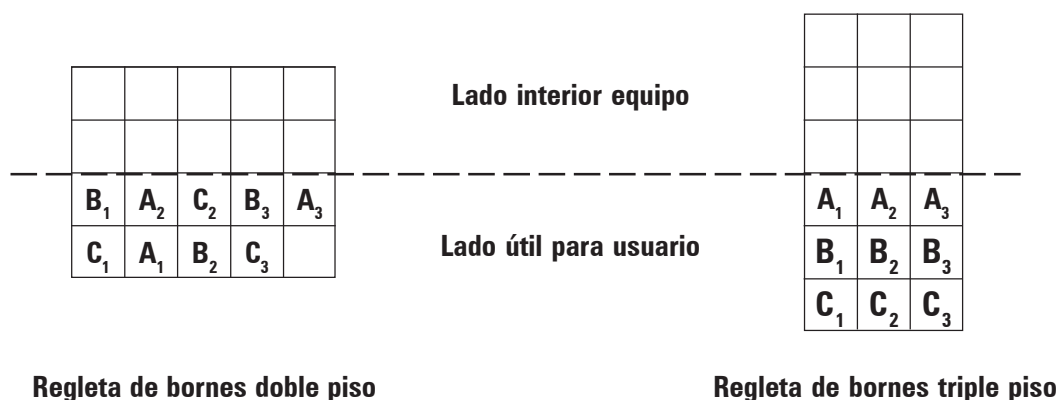 Lado interior equipo
B₁ A₂ C₂ B₃ A₃
C₁ A₁ B₂ C₃
Lado útil para usuario
A₁ A₂ A₃
B₁ B₂ B₃
C₁ C₂ C₃
Regleta de bornes doble piso
Regleta de bornes triple piso